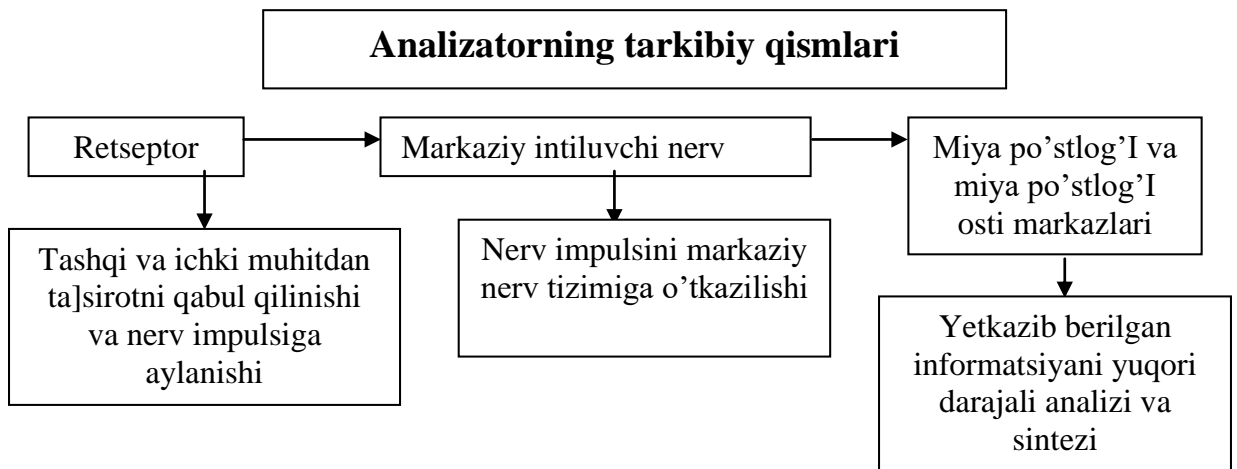 Analizatorning tarkibiy qismlari
Retseptor
Markaziy intiluvchi nerv
Miya po’stlog’I va
miya po’stlog’I
osti markazlari
Tashqi va ichki muhitdan
ta]sirotni qabul qilinishi
va nerv impulsiga
aylanishi
Nerv impulsini markaziy
nerv tizimiga o’tkazilishi
Yetkazib berilgan
informatsiyani yuqori
darajali analizi va
sintezi